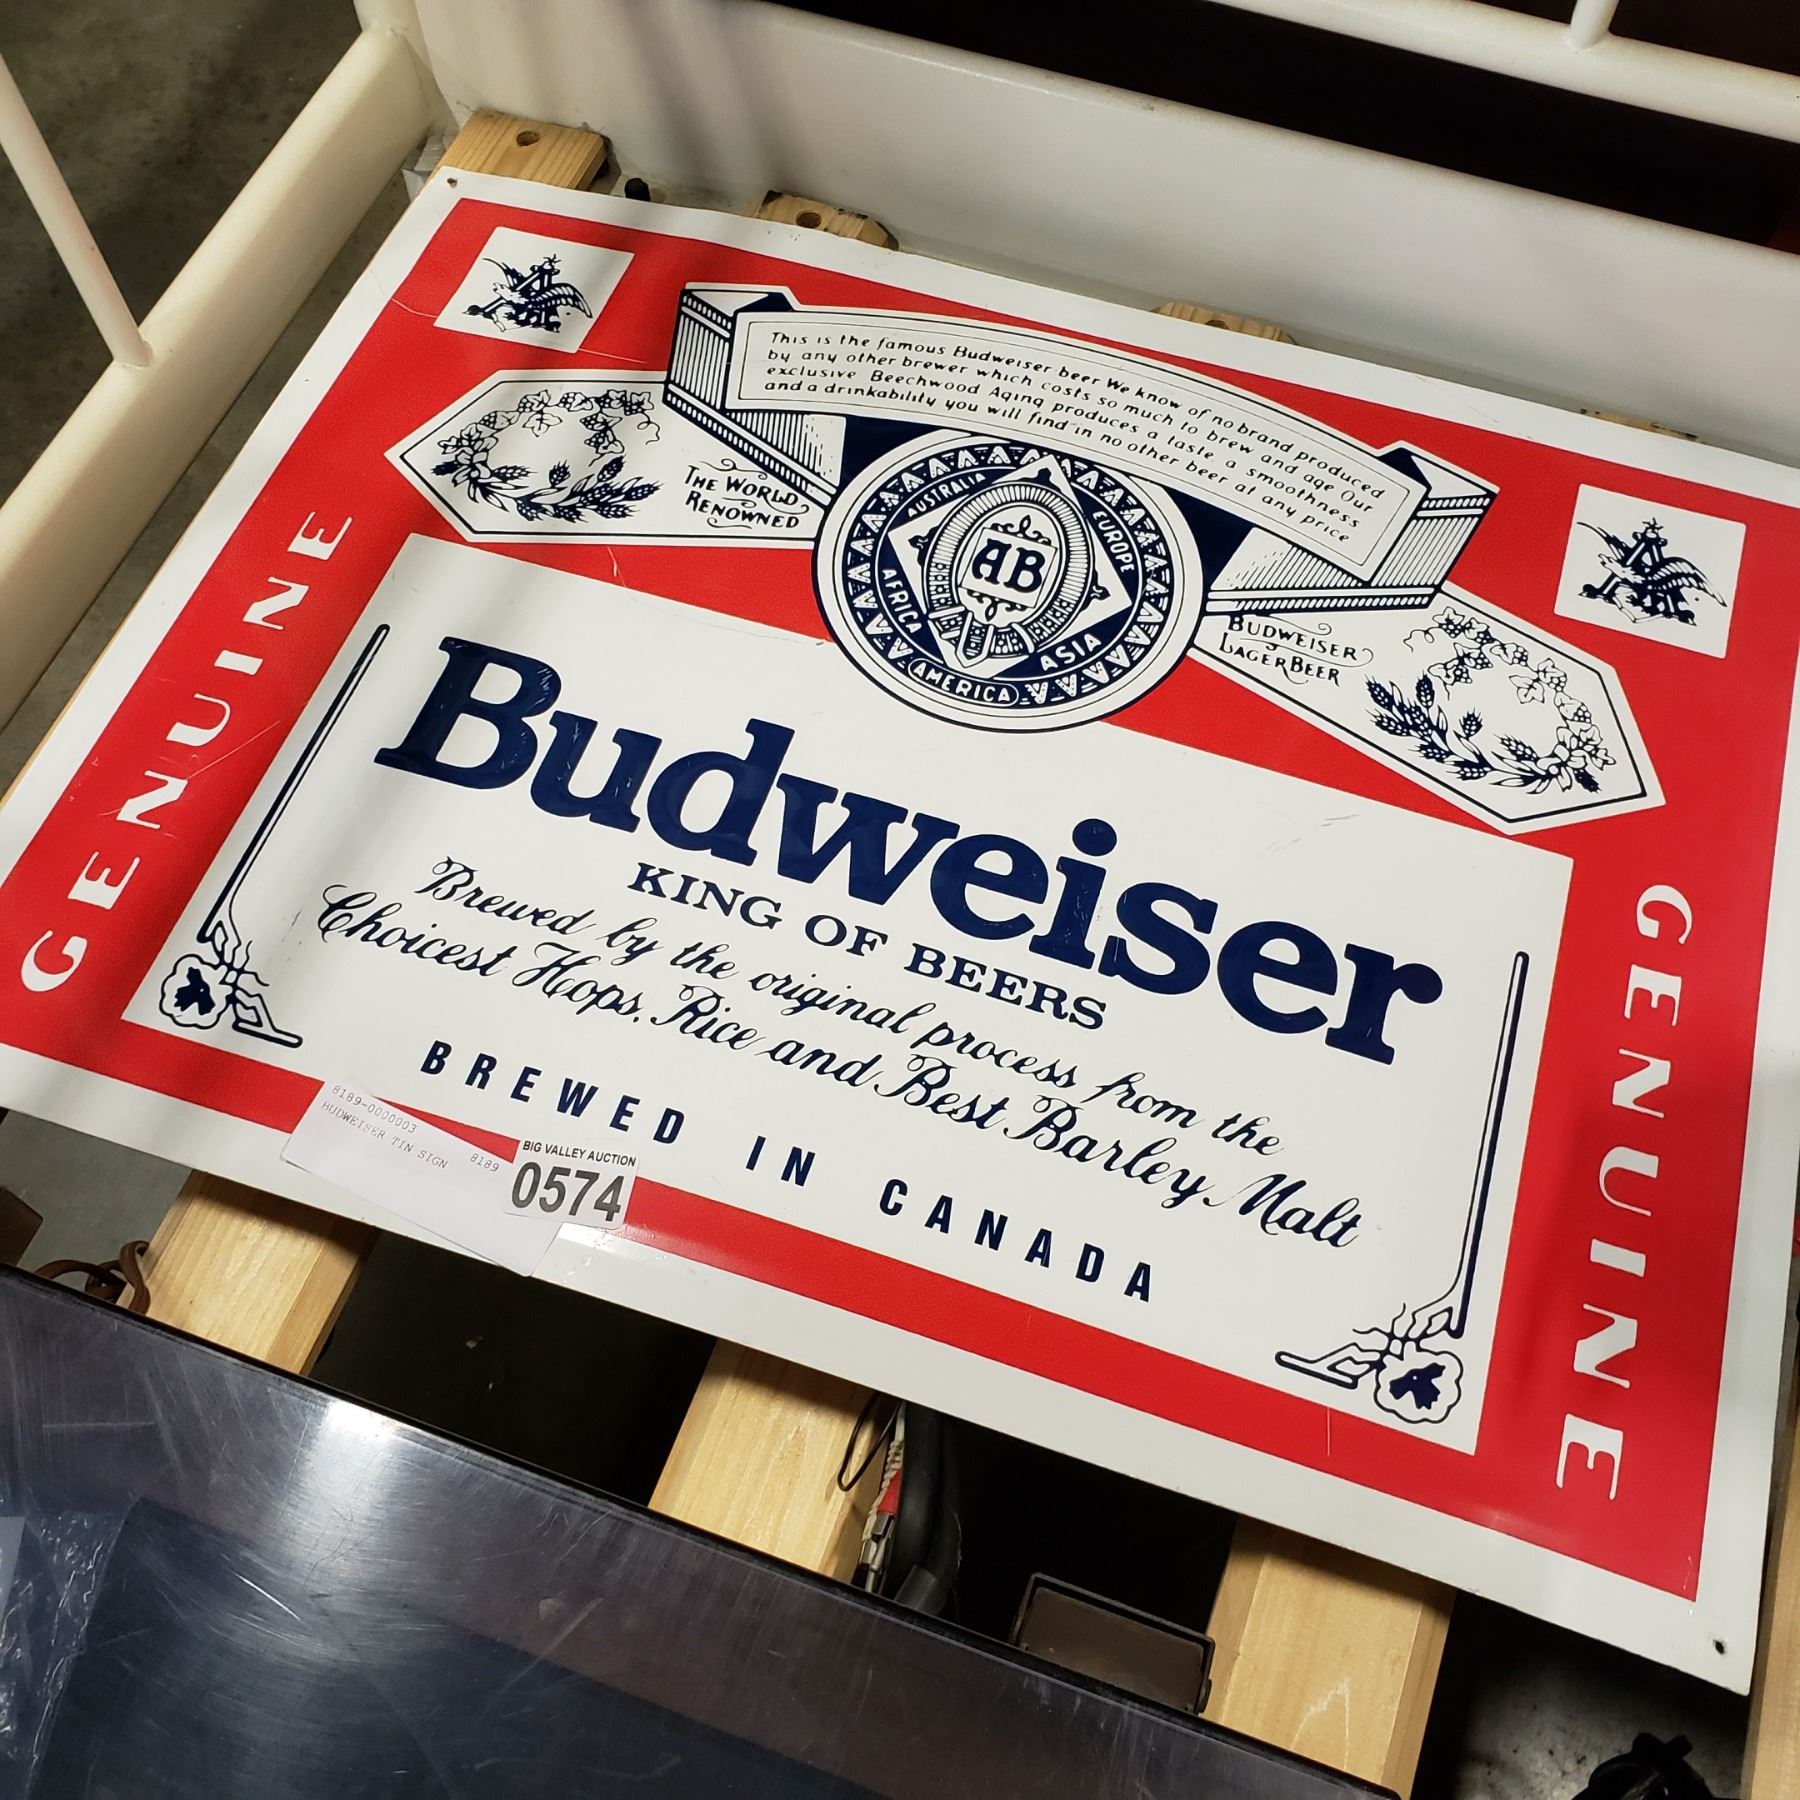 This is the famous Budweiser beer We know of no brand produced
by any other brewer which costs so much to brew and age Our
exclusive Beechwood Aging produces a taste a smoothness
and a drinkability you will find in no other beer at any price
THE WORLD
RENOWNED
AUSTRALIA
EUROPE
AFRICA
ASIA
AMERICA
AB
BUDWEISER
LAGER BEER
GENUINE
Budweiser
KING OF BEERS
Brewed by the original process from the
Choicest Hops, Rice and Best Barley Malt
BREWED IN CANADA
GENUINE
8189-0000003
BUDWEISER TIN SIGN
8189
BIG VALLEY AUCTION
0574